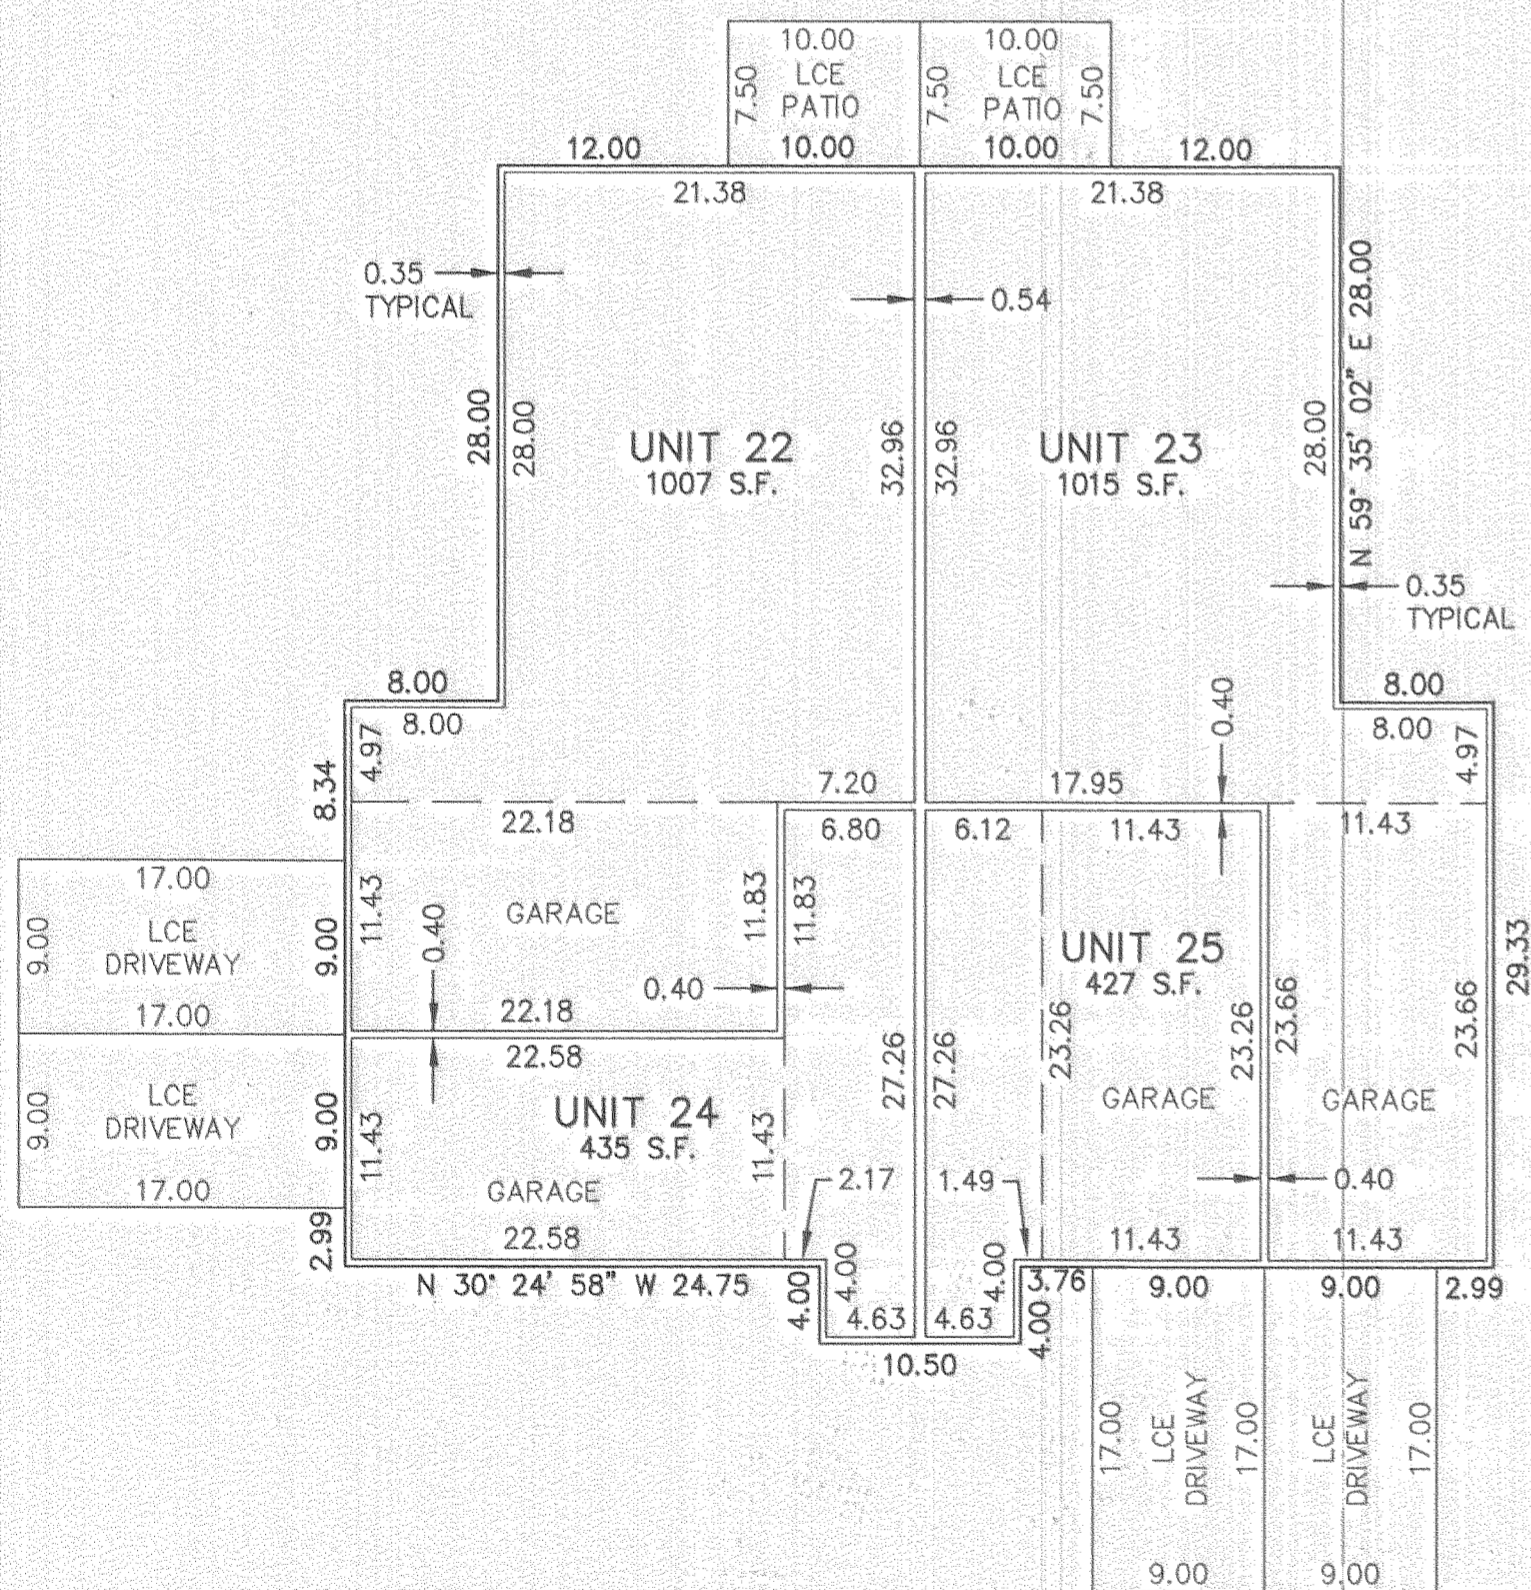 10.00 10.00
7.50 LCE PATIO 7.50 LCE PATIO 7.50
12.00 10.00 10.00 12.00
21.38 21.38
0.35 TYPICAL
0.54
N 59° 35' 02" E 28.00
28.00 28.00
32.96 32.96
28.00
UNIT 22
1007 S.F.
UNIT 23
1015 S.F.
0.35 TYPICAL
8.00 8.00
8.00 8.00
0.40
4.97 4.97
8.34
7.20 17.95
22.18 6.80 6.12 11.43 11.43
17.00
9.00 LCE DRIVEWAY 9.00
17.00
11.43 0.40 GARAGE 11.83 11.83
0.40
22.18
22.58
UNIT 25
427 S.F.
23.26 23.26 23.66 23.66 29.33
27.26 27.26
GARAGE GARAGE
9.00 LCE DRIVEWAY 9.00
17.00
11.43 UNIT 24
435 S.F.
11.43
GARAGE
2.17 1.49 0.40
2.99
22.58 11.43 11.43
N 30° 24' 58" W 24.75
4.00 4.00 4.00 4.00
3.76 9.00 9.00 2.99
4.63 4.63
10.50
17.00 LCE DRIVEWAY 17.00 LCE DRIVEWAY 17.00
9.00 9.00